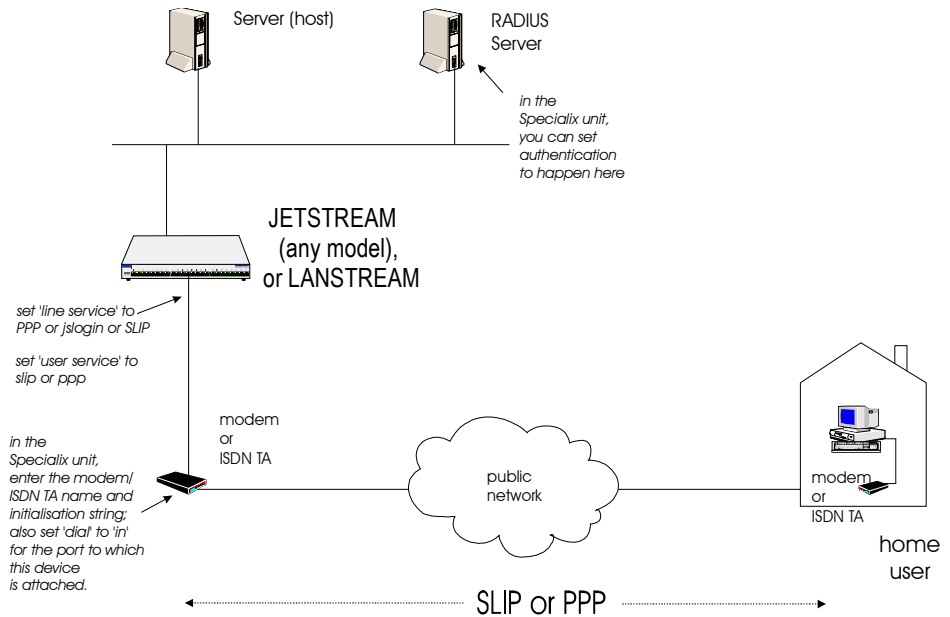 Server (host)
RADIUS
Server
in the
Specialix unit,
you can set
authentication
to happen here
JETSTREAM
(any model),
or LANSTREAM
set 'line service' to
PPP or jslogin or SLIP
set 'user service' to
slip or ppp
modem
or
ISDN TA
in the
Specialix unit,
enter the modem/
ISDN TA name and
initialisation string;
also set 'dial' to 'in'
for the port to which
this device
is attached.
public
network
modem
or
ISDN TA
home
user
SLIP or PPP